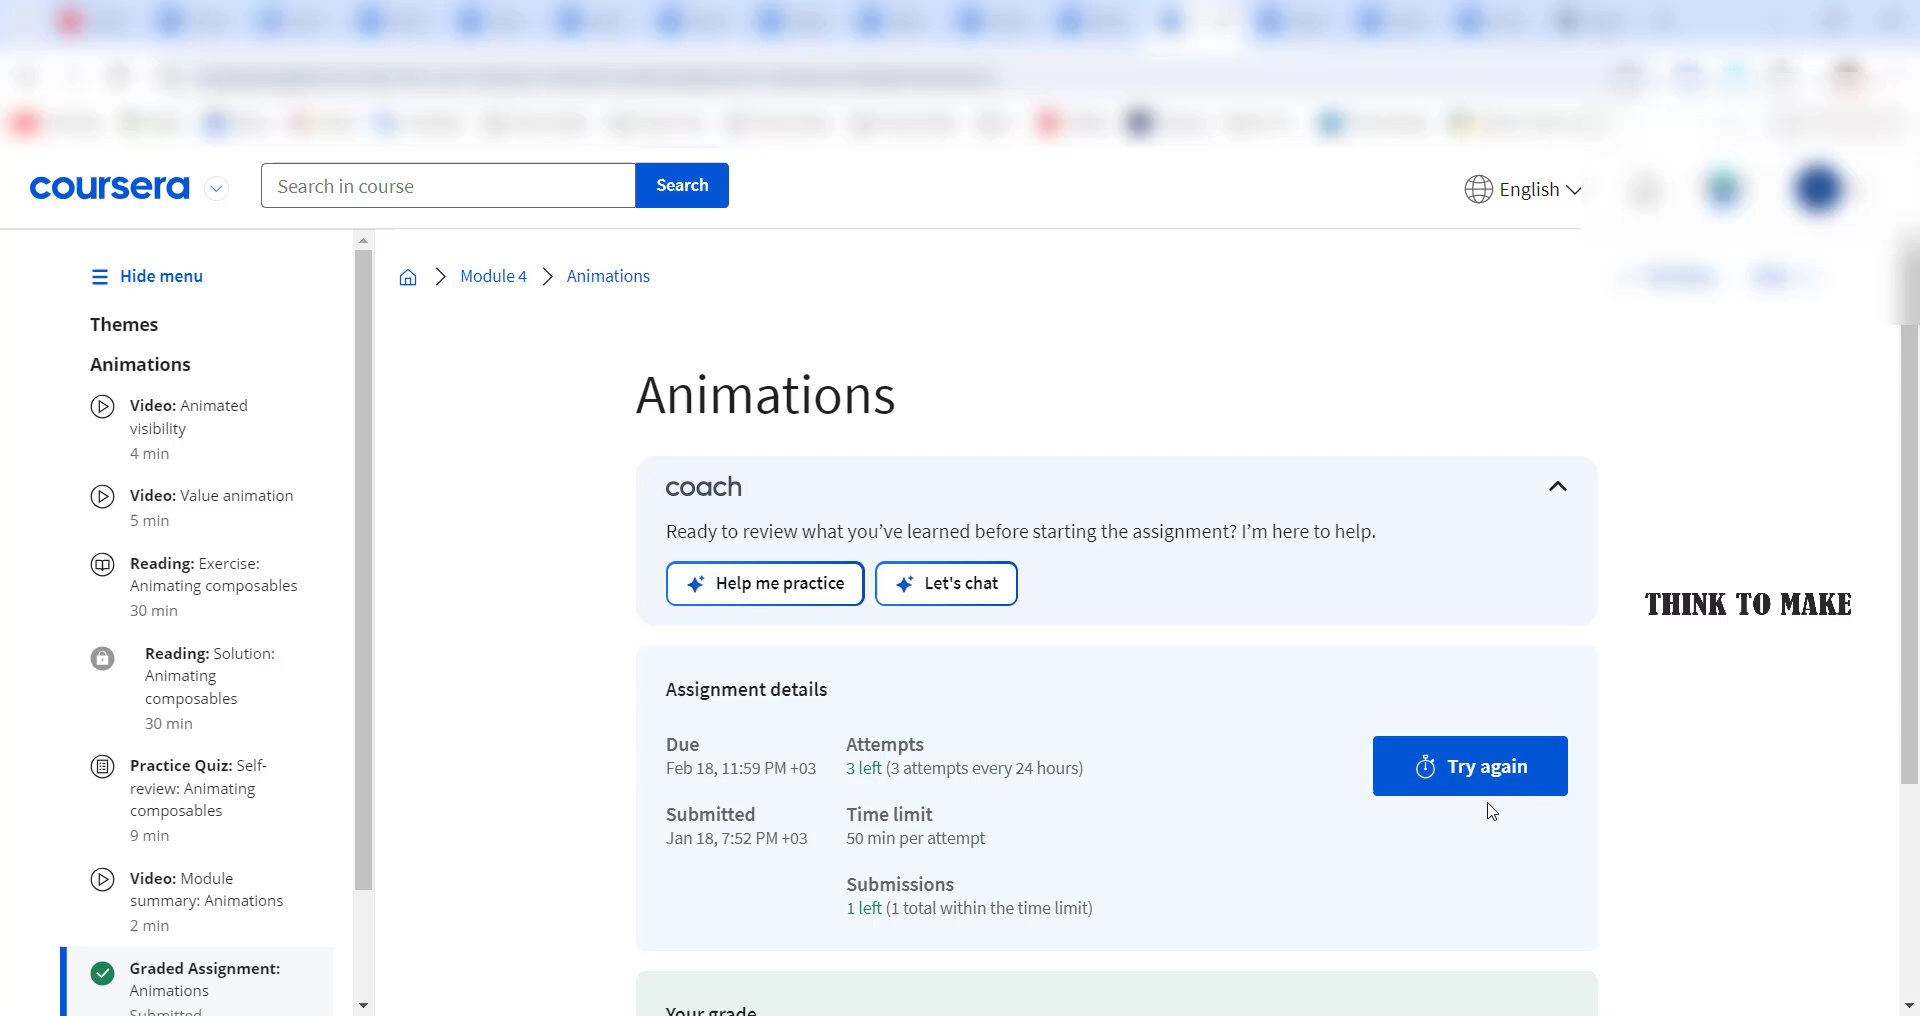 coursera
Search in course
Search
English
Hide menu
Module 4
Animations
Themes
Animations
Video: Animated
visibility
4 min
Video: Value animation
5 min
Reading: Exercise:
Animating composables
30 min
Reading: Solution:
Animating
composables
30 min
Practice Quiz: Self-
review: Animating
composables
9 min
Video: Module
summary: Animations
2 min
Graded Assignment:
Animations
Submitted
Animations
coach
Ready to review what you’ve learned before starting the assignment? I’m here to help.
Help me practice
Let's chat
THINK TO MAKE
Assignment details
Due
Feb 18, 11:59 PM +03
Attempts
3 left (3 attempts every 24 hours)
Try again
Submitted
Jan 18, 7:52 PM +03
Time limit
50 min per attempt
Submissions
1 left (1 total within the time limit)
Your grade